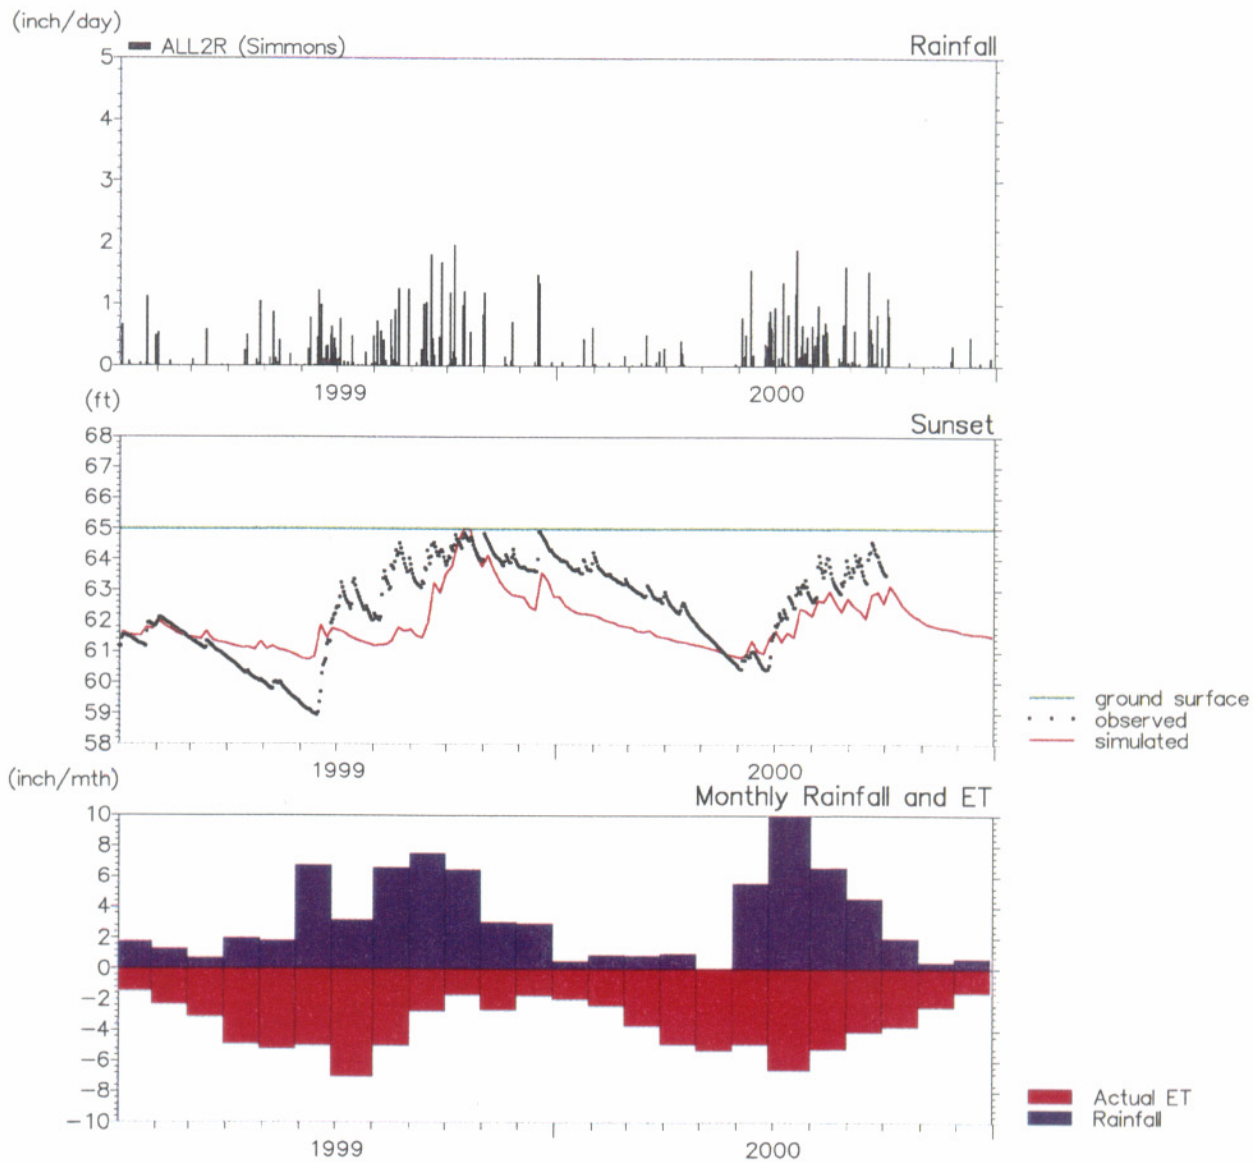 (inch/day)
ALL2R (Simmons)
Rainfall
5
4
3
2
1
0
1999
2000
(ft)
Sunset
68
67
66
65
64
63
62
61
60
59
58
ground surface
observed
simulated
1999
2000
(inch/mth)
Monthly Rainfall and ET
10
8
6
4
2
0
-2
-4
-6
-8
-10
Actual ET
Rainfall
1999
2000